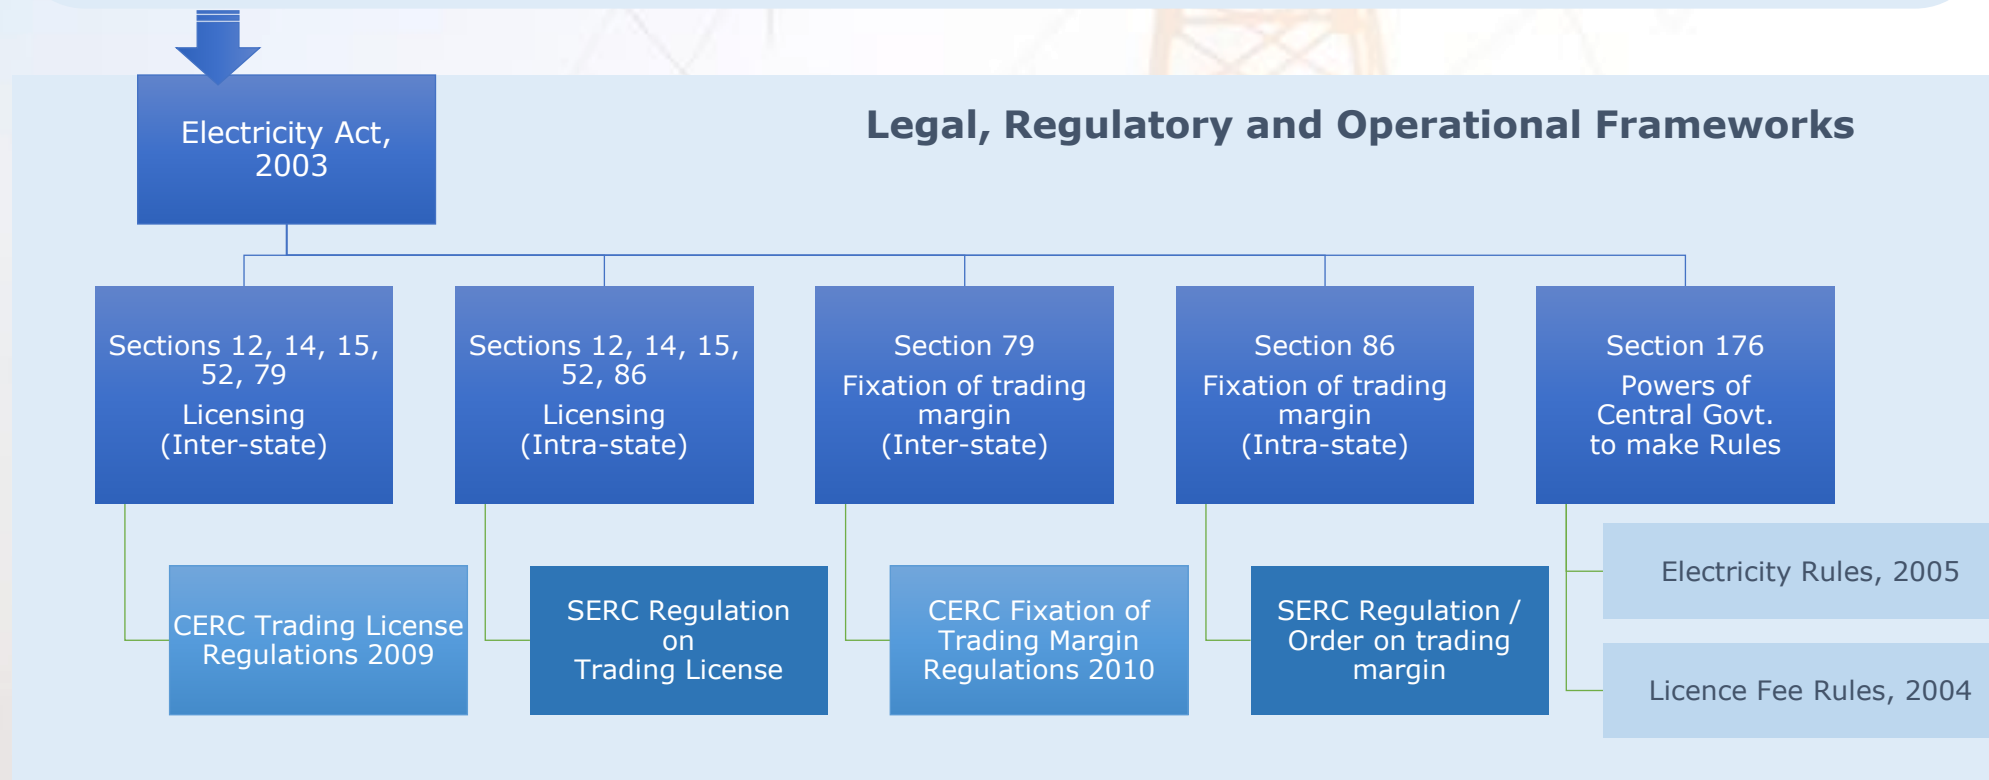 Legal, Regulatory and Operational Frameworks
Electricity Act,
2003
Sections 12, 14, 15,
52, 79
Licensing
(Inter-state)
Sections 12, 14, 15,
52, 86
Licensing
(Intra-state)
Section 79
Fixation of trading
margin
(Inter-state)
Section 86
Fixation of trading
margin
(Intra-state)
Section 176
Powers of
Central Govt.
to make Rules
CERC Trading License
Regulations 2009
SERC Regulation
on
Trading License
CERC Fixation of
Trading Margin
Regulations 2010
SERC Regulation /
Order on trading
margin
Electricity Rules, 2005
Licence Fee Rules, 2004